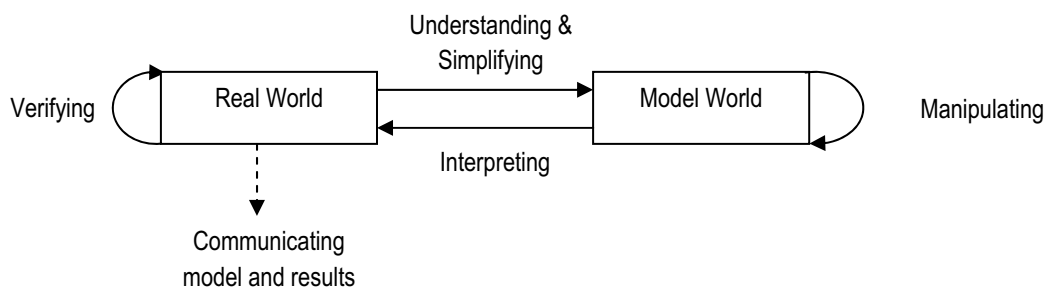 Understanding &
Simplifying
Verifying
Real World
Model World
Manipulating
Interpreting
Communicating
model and results